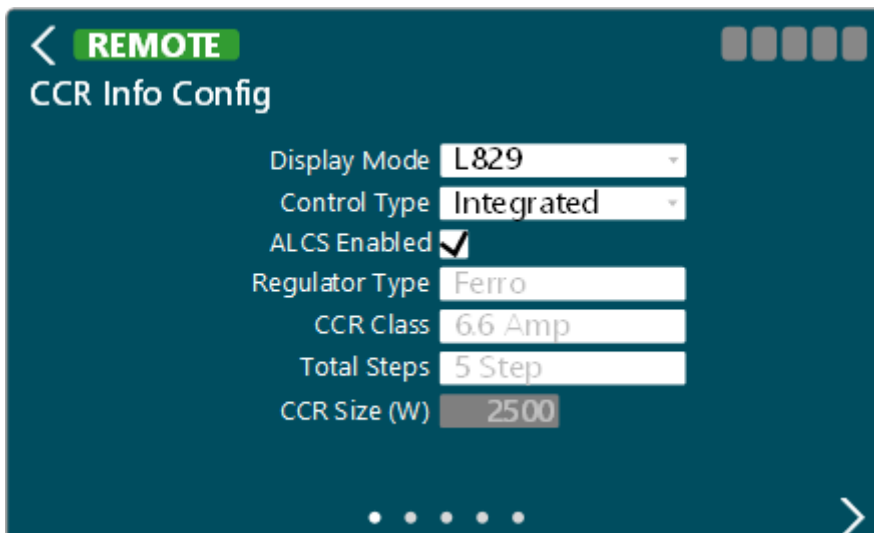 REMOTE
CCR Info Config
Display Mode L829
Control Type Integrated
ALCS Enabled
Regulator Type Ferro
CCR Class 6.6 Amp
Total Steps 5 Step
CCR Size (W) 2500